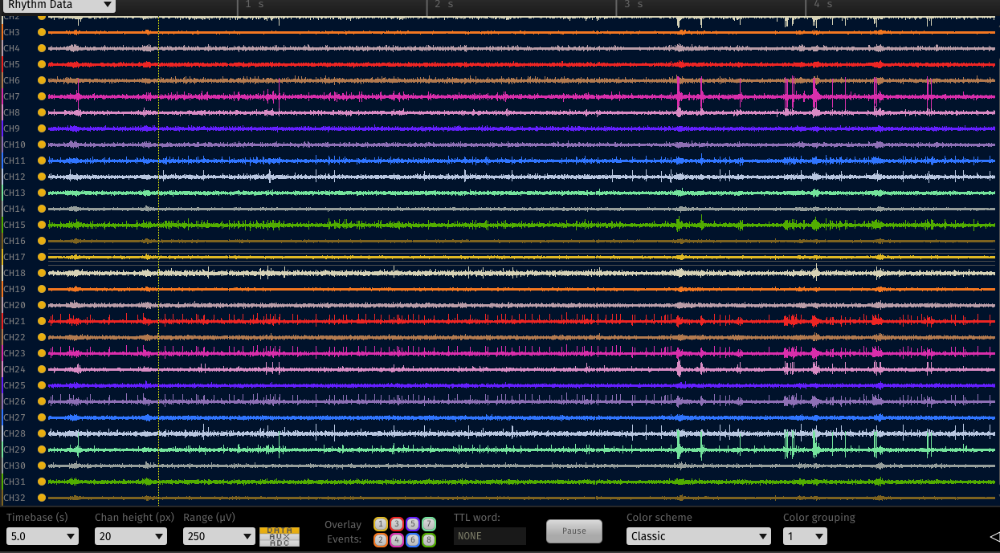 Rhythm Data
1 s
2 s
3 s
4 s
CH2
CH3
CH4
CH5
CH6
CH7
CH8
CH9
CH10
CH11
CH12
CH13
CH14
CH15
CH16
CH17
CH18
CH19
CH20
CH21
CH22
CH23
CH24
CH25
CH26
CH27
CH28
CH29
CH30
CH31
CH32
Timebase (s)
5.0
Chan height (px)
20
Range (µV)
250
DATA
AUX
ADC
Overlay
Events:
1 3 5 7
2 4 6 8
TTL word:
NONE
Pause
Color scheme
Classic
Color grouping
1